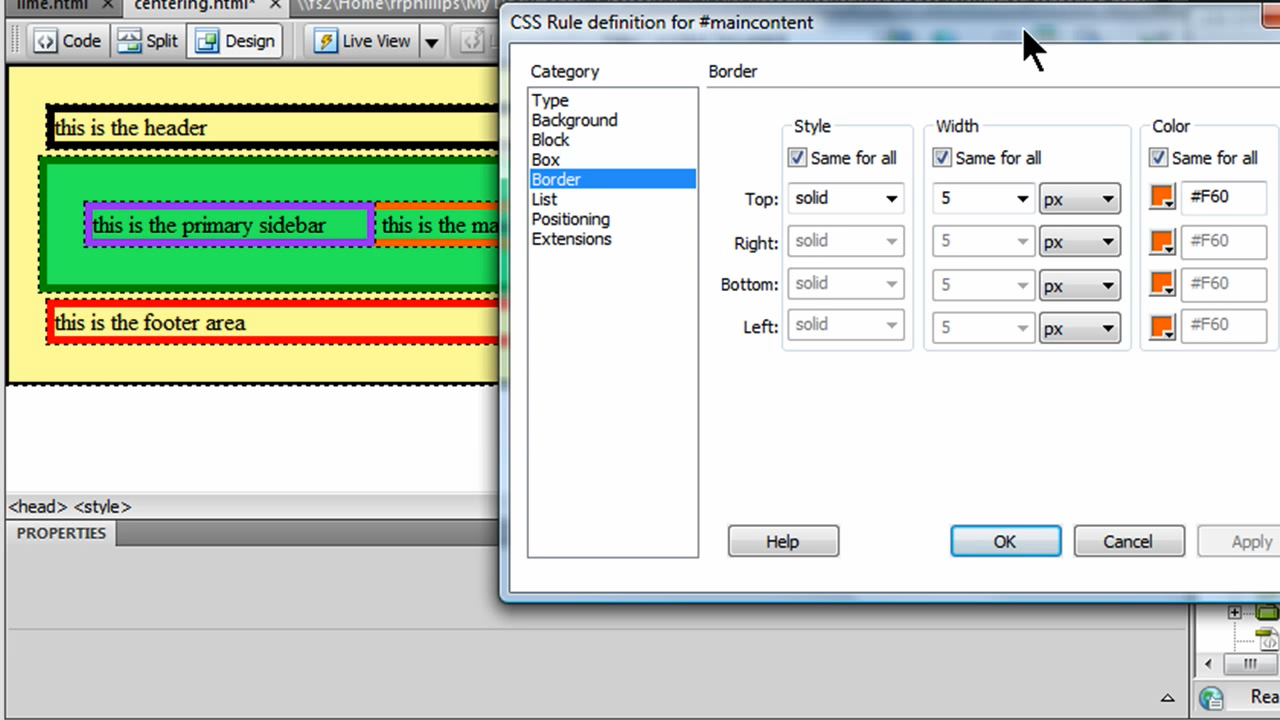 lime.html × centering.html* × \\fs2\Home\rrphillips\My
CSS Rule definition for #maincontent
Code Split Design Live View
Category Border
Type
Background
Block
Box
Border
List
Positioning
Extensions
Style Width Color
Same for all Same for all Same for all
Top: solid 5 px #F60
Right: solid 5 px #F60
Bottom: solid 5 px #F60
Left: solid 5 px #F60
this is the header
this is the primary sidebar this is the ma
this is the footer area
<head> <style>
PROPERTIES
Help OK Cancel Apply
Rea